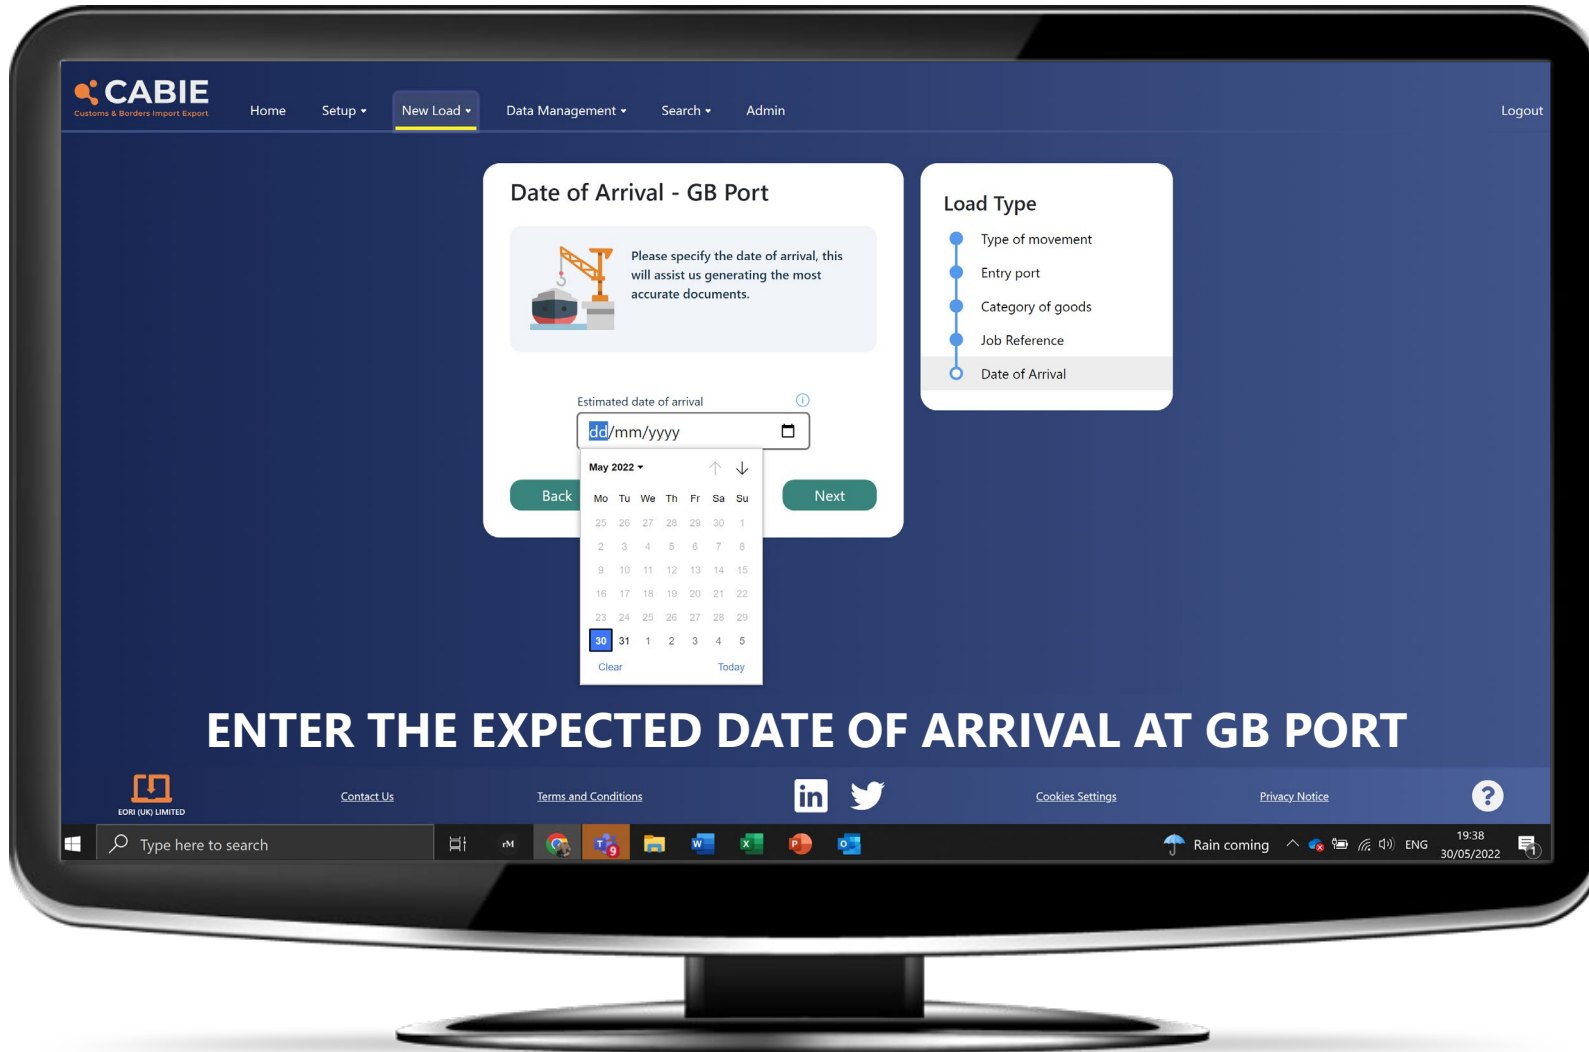 CABIE
Customs & Borders Import Export
Home Setup New Load Data Management Search Admin Logout
Date of Arrival - GB Port
Please specify the date of arrival, this
will assist us generating the most
accurate documents.
Estimated date of arrival
dd/mm/yyyy
May 2022
Mo Tu We Th Fr Sa Su
25 26 27 28 29 30 1
2 3 4 5 6 7 8
9 10 11 12 13 14 15
16 17 18 19 20 21 22
23 24 25 26 27 28 29
30 31 1 2 3 4 5
Clear Today
Back Next
Load Type
Type of movement
Entry port
Category of goods
Job Reference
Date of Arrival
ENTER THE EXPECTED DATE OF ARRIVAL AT GB PORT
EORI (UK) LIMITED
Contact Us
Terms and Conditions
in
Cookies Settings
Privacy Notice
?
Type here to search
rM
T
9
W
X
P
O
Rain coming
ENG
19:38
30/05/2022
1